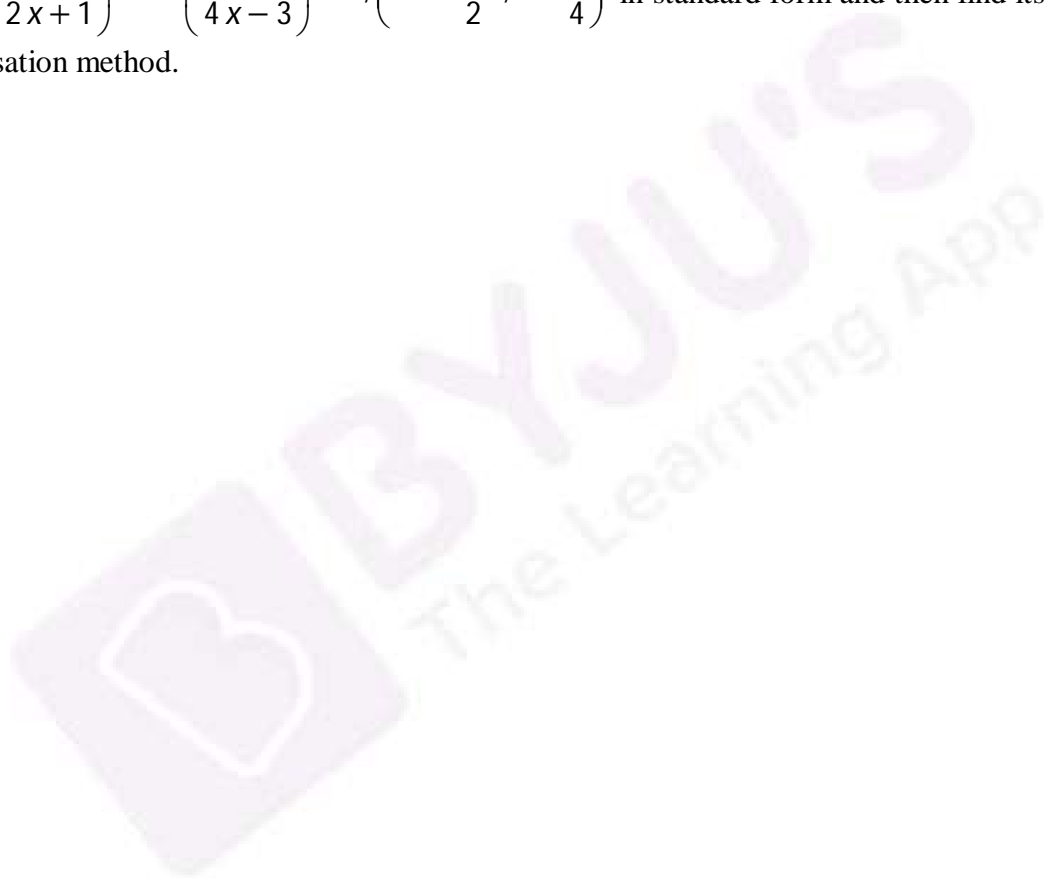 2x+1) (4x−3) ,( 2 , 4) in standard form and then find its
sation method.
BYJU'S
The Learning App